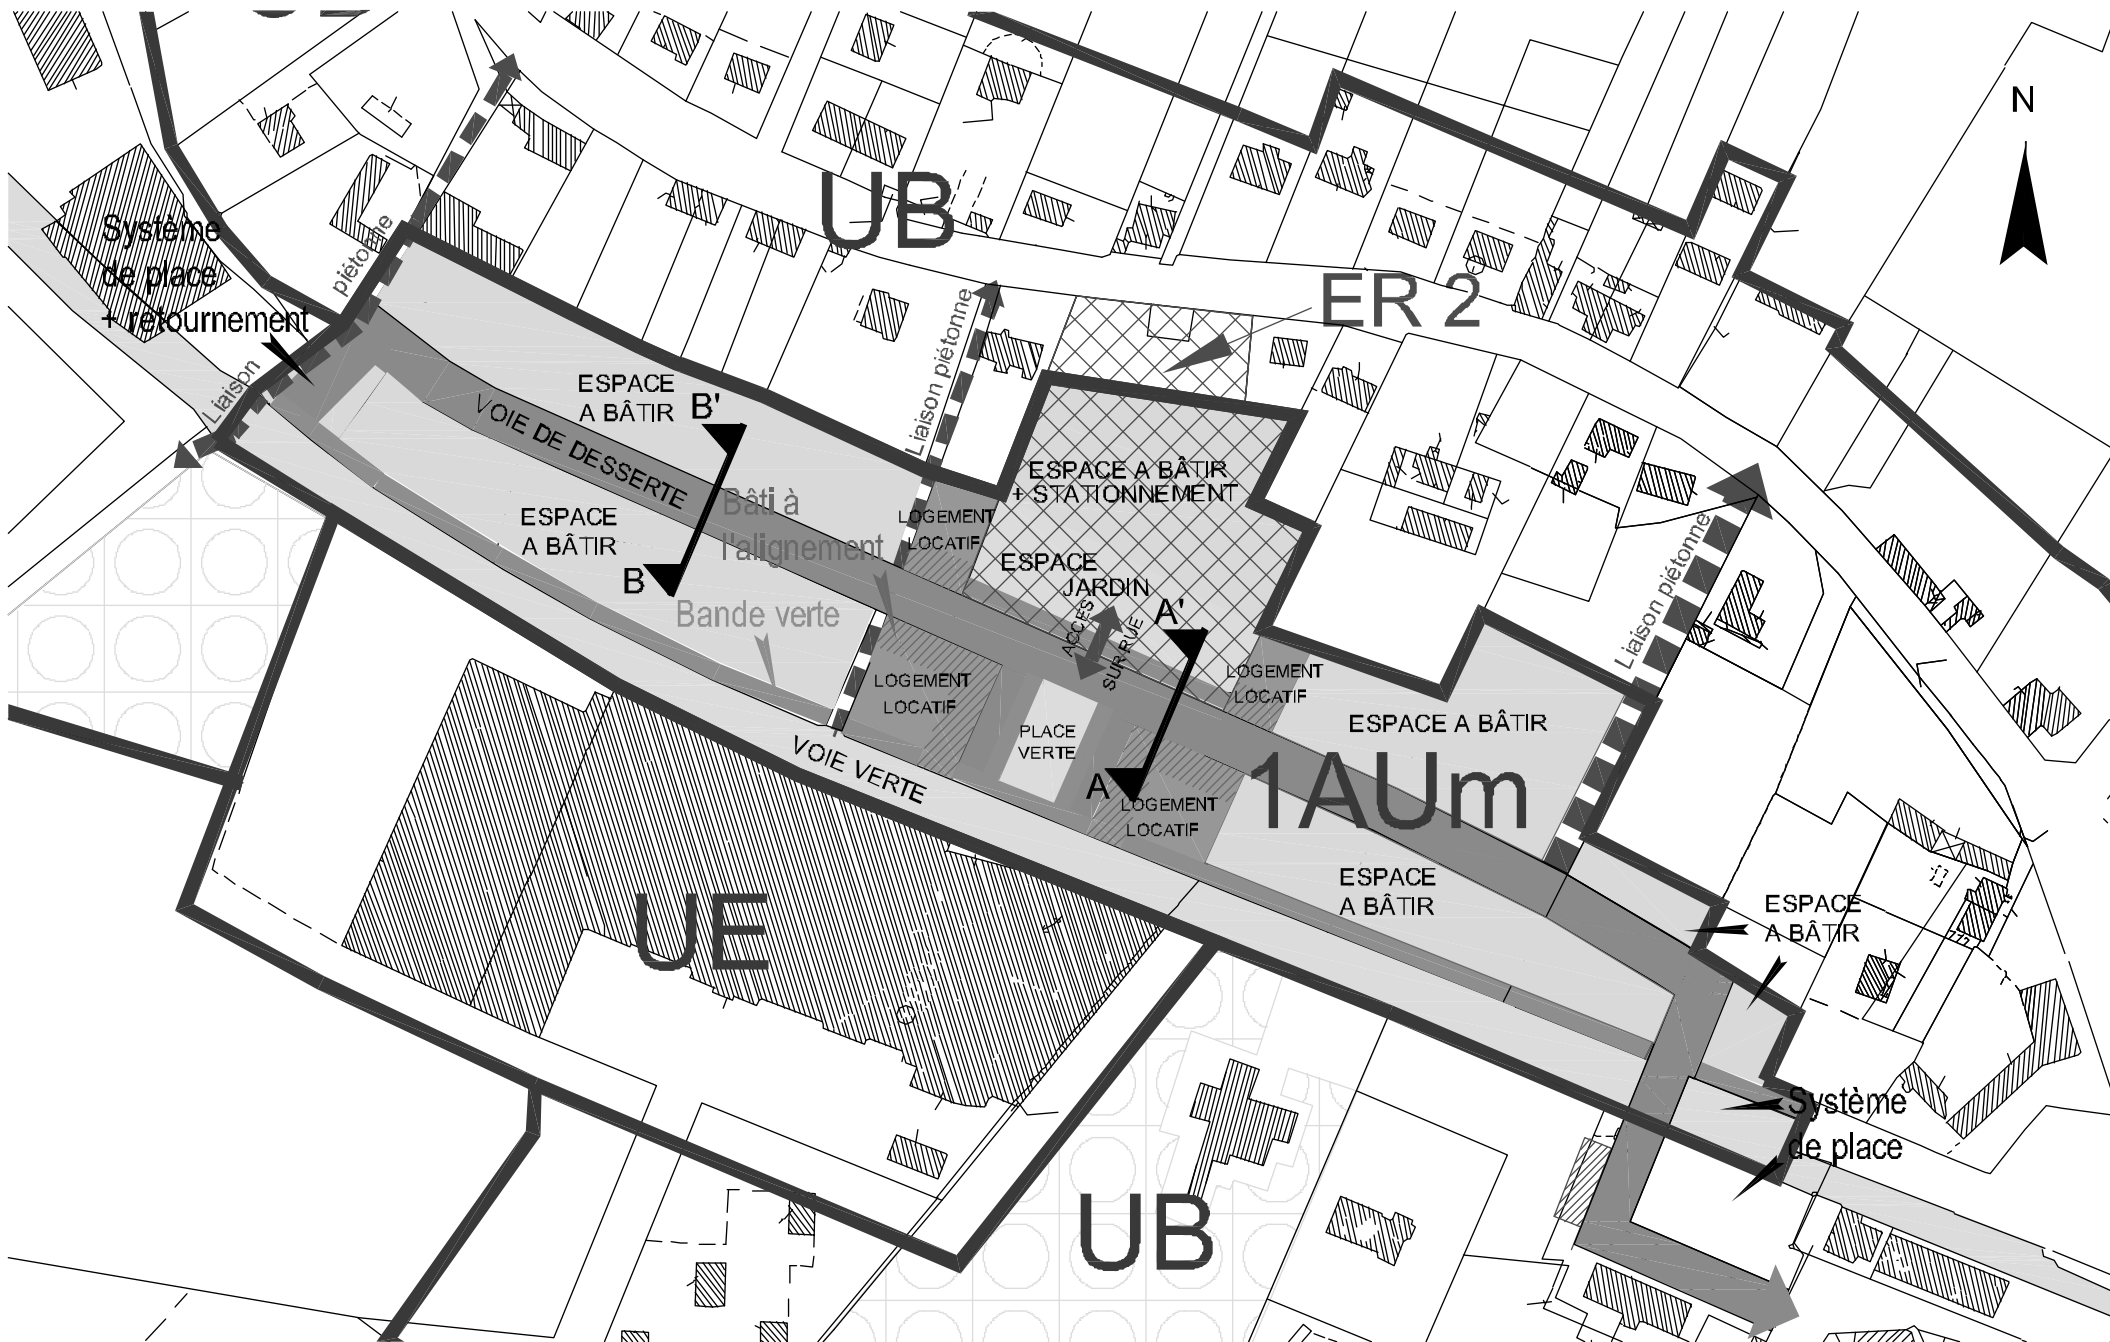 N
UB
ER 2
Système
de place
+ retournement
piétonne
Liaison
ESPACE
A BÂTIR
B'
VOIE DE DESSERTE
Liaison piétonne
ESPACE A BÂTIR
+ STATIONNEMENT
Bâti à
l'alignement
LOGEMENT
LOCATIF
ESPACE
A BÂTIR
B
ESPACE
JARDIN
Bande verte
ACCES
SUR RUE
A'
Liaison piétonne
LOGEMENT
LOCATIF
LOGEMENT
LOCATIF
PLACE
VERTE
ESPACE A BÂTIR
VOIE VERTE
A
LOGEMENT
LOCATIF
1AUm
ESPACE
A BÂTIR
ESPACE
A BÂTIR
UE
Système
de place
UB